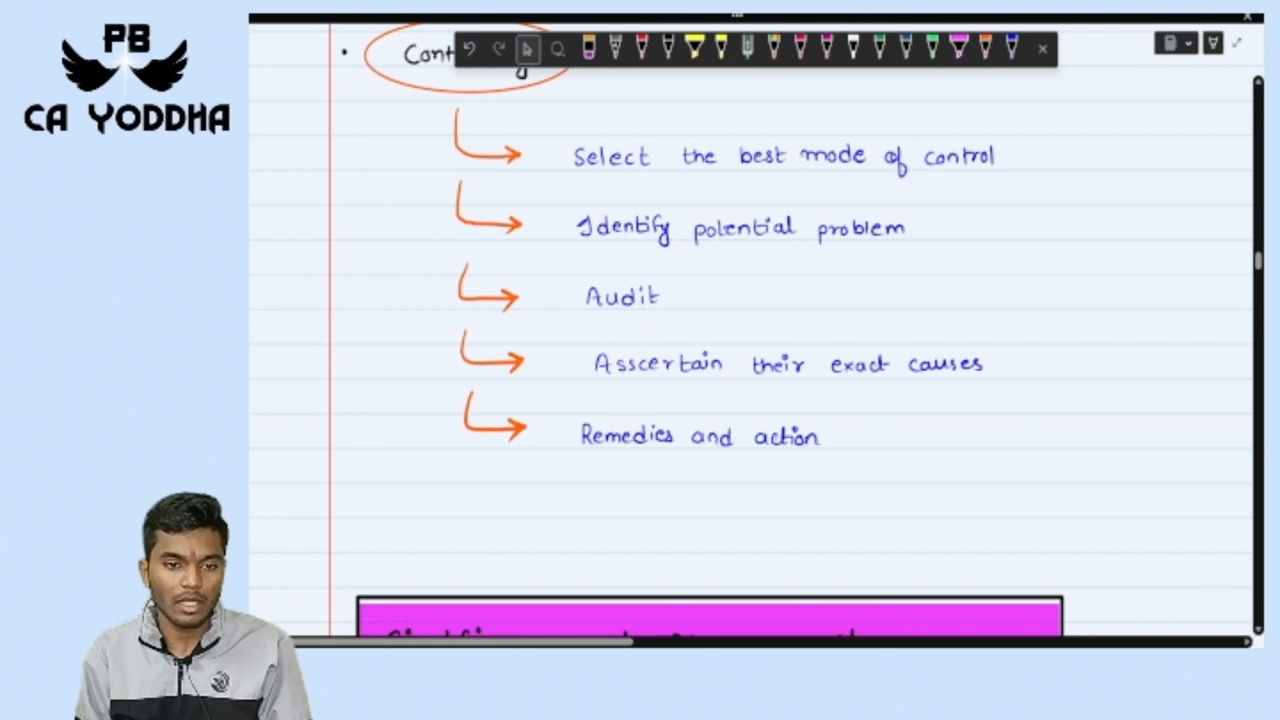 PB
CA YODDHA
Select the best mode of control
Identify potential problem
Audit
Asscertain their exact causes
Remedies and action